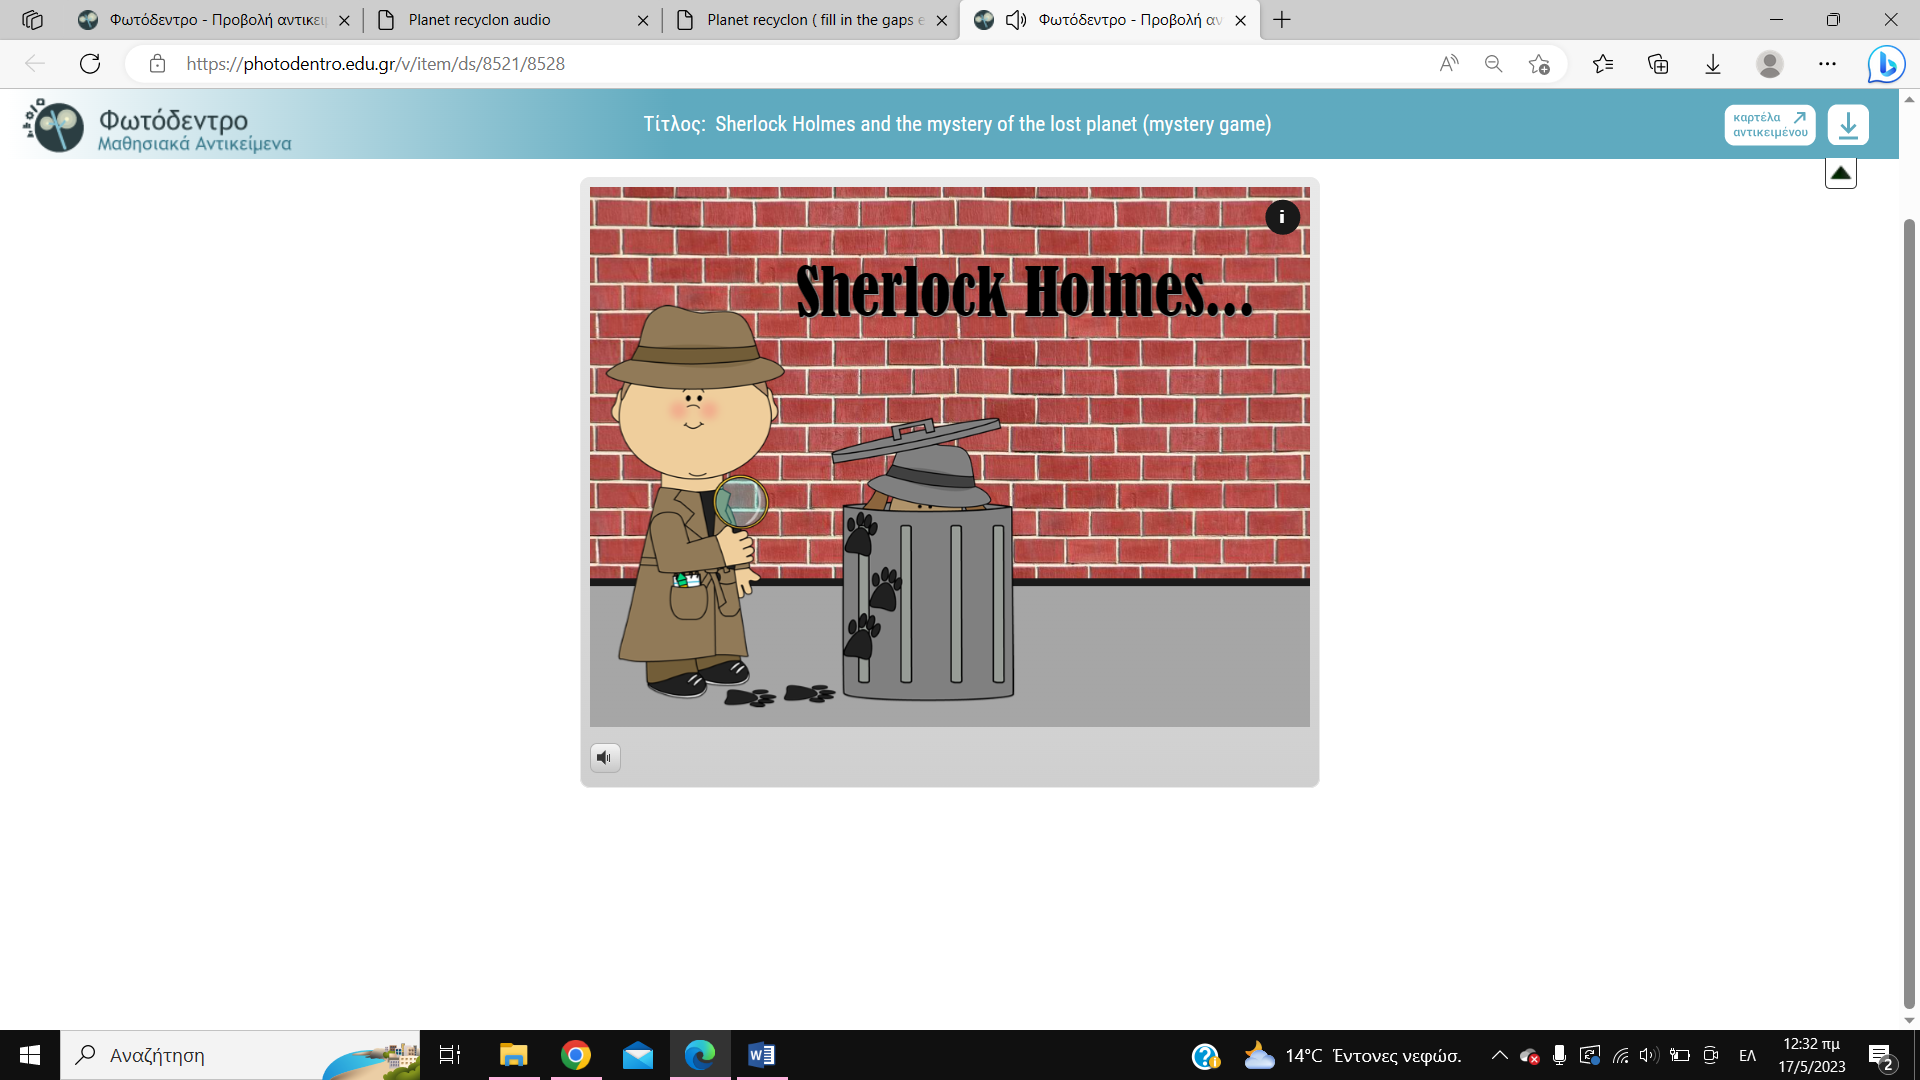 Φωτόδεντρο - Προβολή αντικει
Planet recyclon audio
Planet recyclon ( fill in the gaps e
Φωτόδεντρο - Προβολή αν
https://photodentro.edu.gr/v/item/ds/8521/8528
Φωτόδεντρο
Μαθησιακά Αντικείμενα
Τίτλος: Sherlock Holmes and the mystery of the lost planet (mystery game)
καρτέλα
αντικειμένου
i
Sherlock Holmes...
Αναζήτηση
14°C Έντονες νεφώσ.
ΕΛ
12:32 πμ
17/5/2023
2